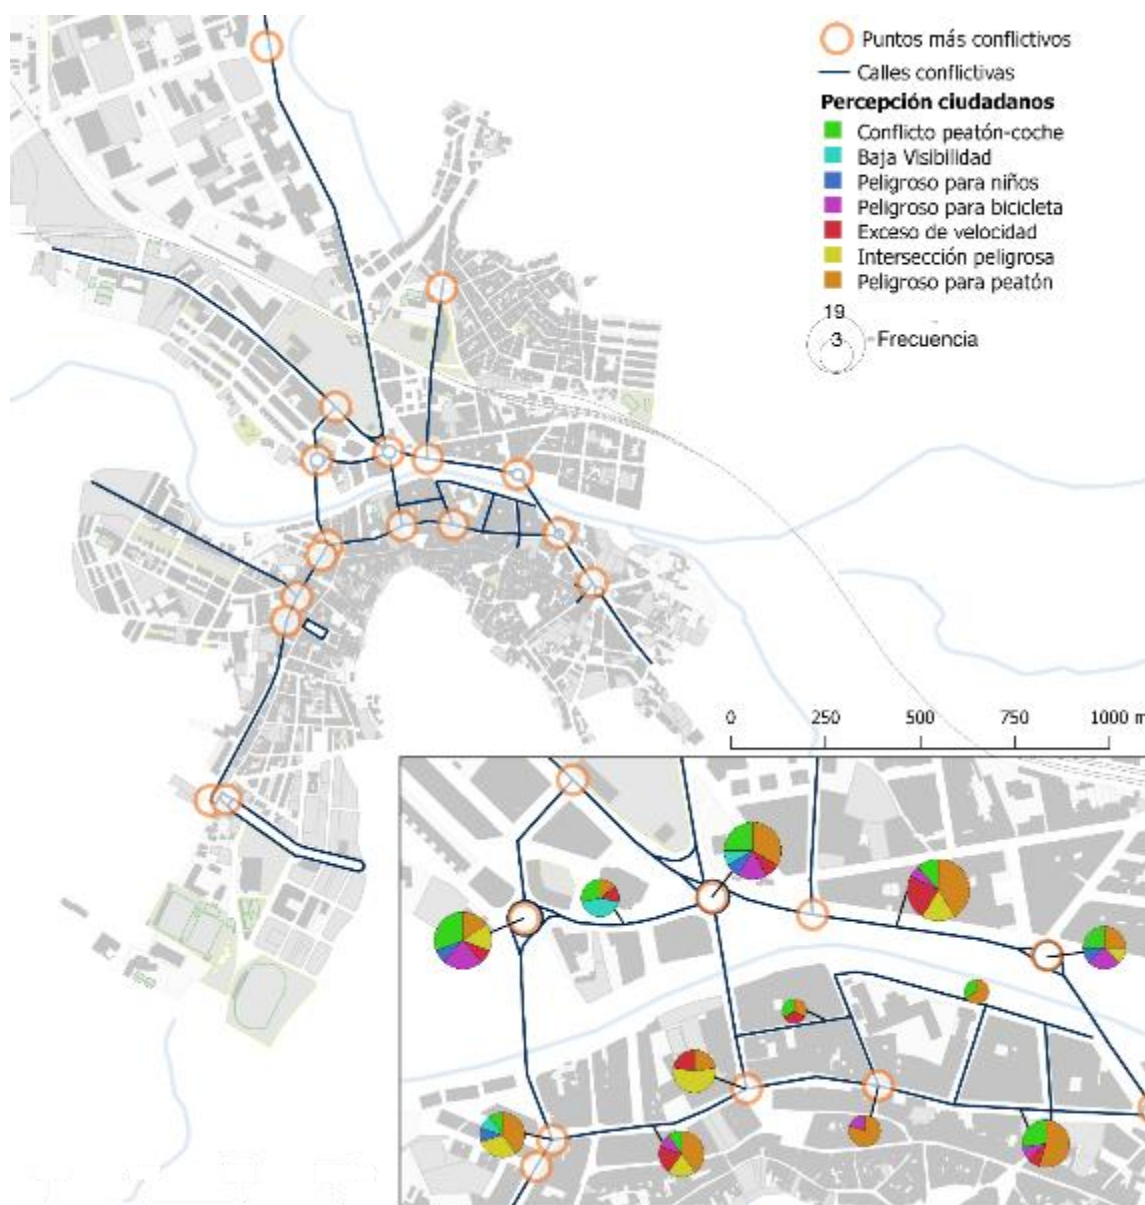 Puntos más conflictivos
Calles conflictivas
Percepción ciudadanos
Conflicto peatón-coche
Baja Visibilidad
Peligroso para niños
Peligroso para bicicleta
Exceso de velocidad
Intersección peligrosa
Peligroso para peatón
19
3
Frecuencia
0 250 500 750 1000 m